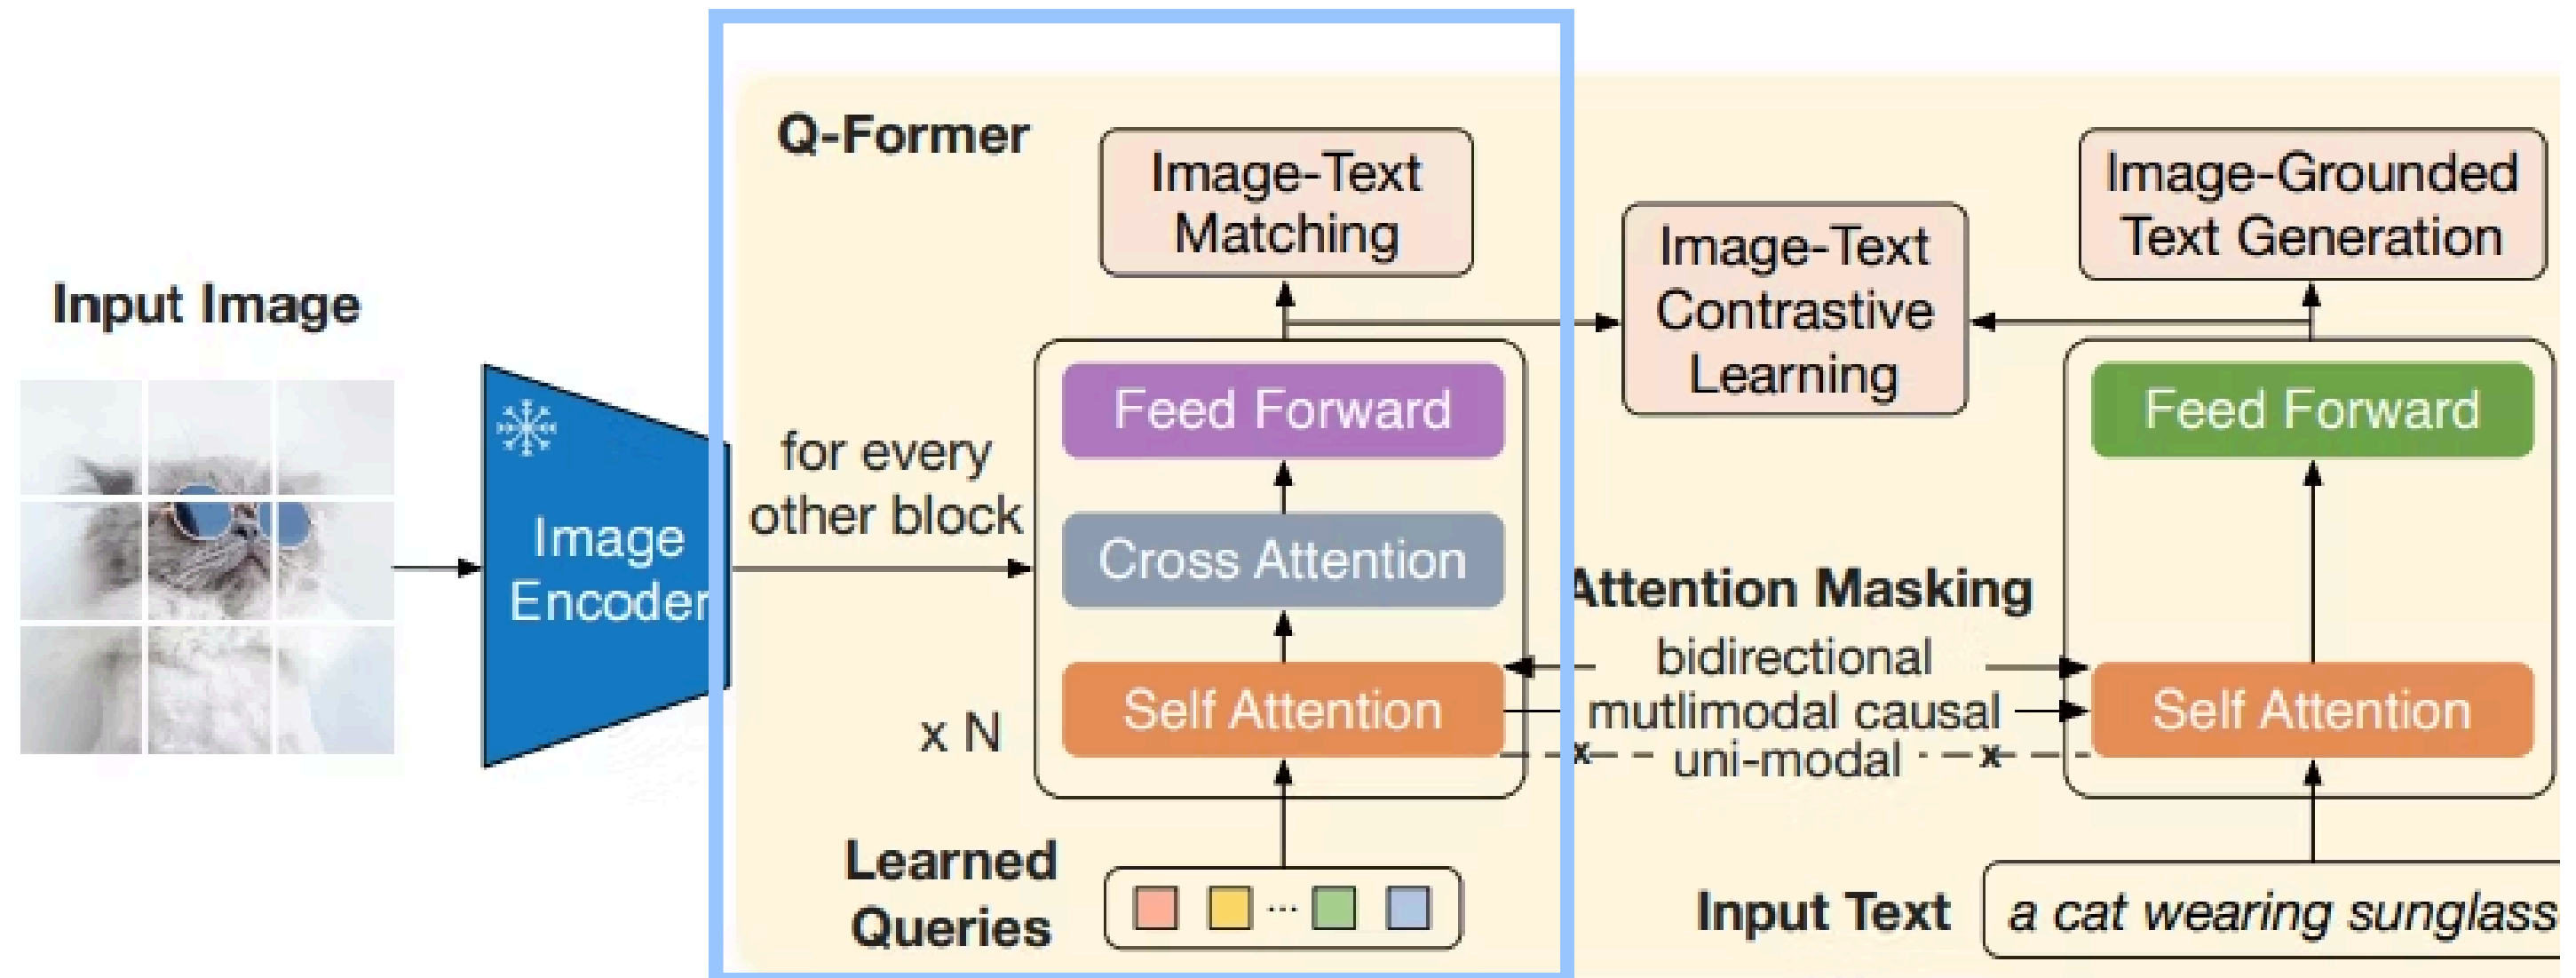 Q-Former
Image-Text
Matching
Image-Grounded
Text Generation
Image-Text
Contrastive
Learning
Input Image
Feed Forward
Feed Forward
for every
other block
Image
Encoder
Cross Attention
Attention Masking
bidirectional
mutlimodal causal
uni-modal
Self Attention
Self Attention
x N
x
x
Learned
Queries
...
Input Text
a cat wearing sunglass